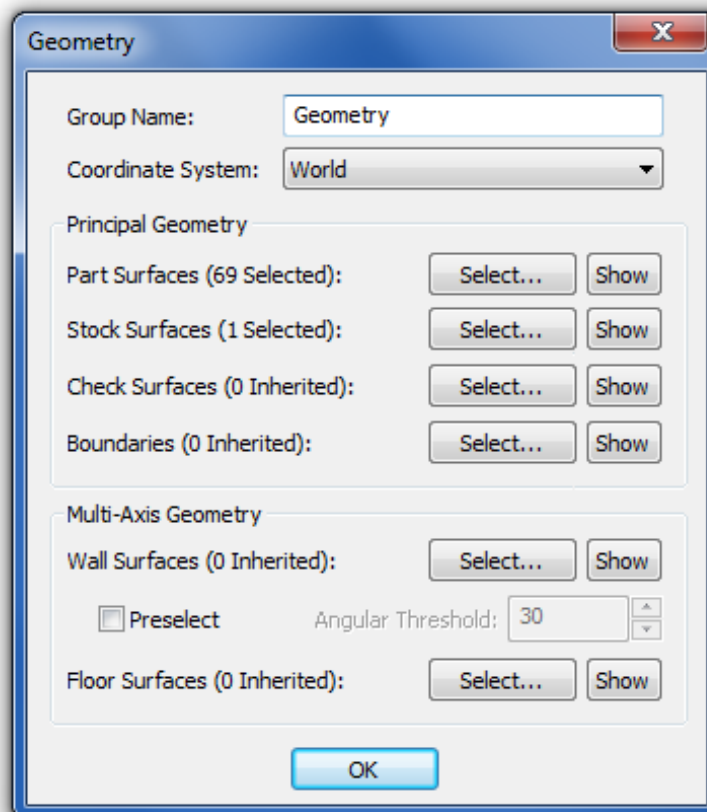 Geometry
Group Name: Geometry
Coordinate System: World
Principal Geometry
Part Surfaces (69 Selected): Select... Show
Stock Surfaces (1 Selected): Select... Show
Check Surfaces (0 Inherited): Select... Show
Boundaries (0 Inherited): Select... Show
Multi-Axis Geometry
Wall Surfaces (0 Inherited): Select... Show
Preselect Angular Threshold: 30
Floor Surfaces (0 Inherited): Select... Show
OK